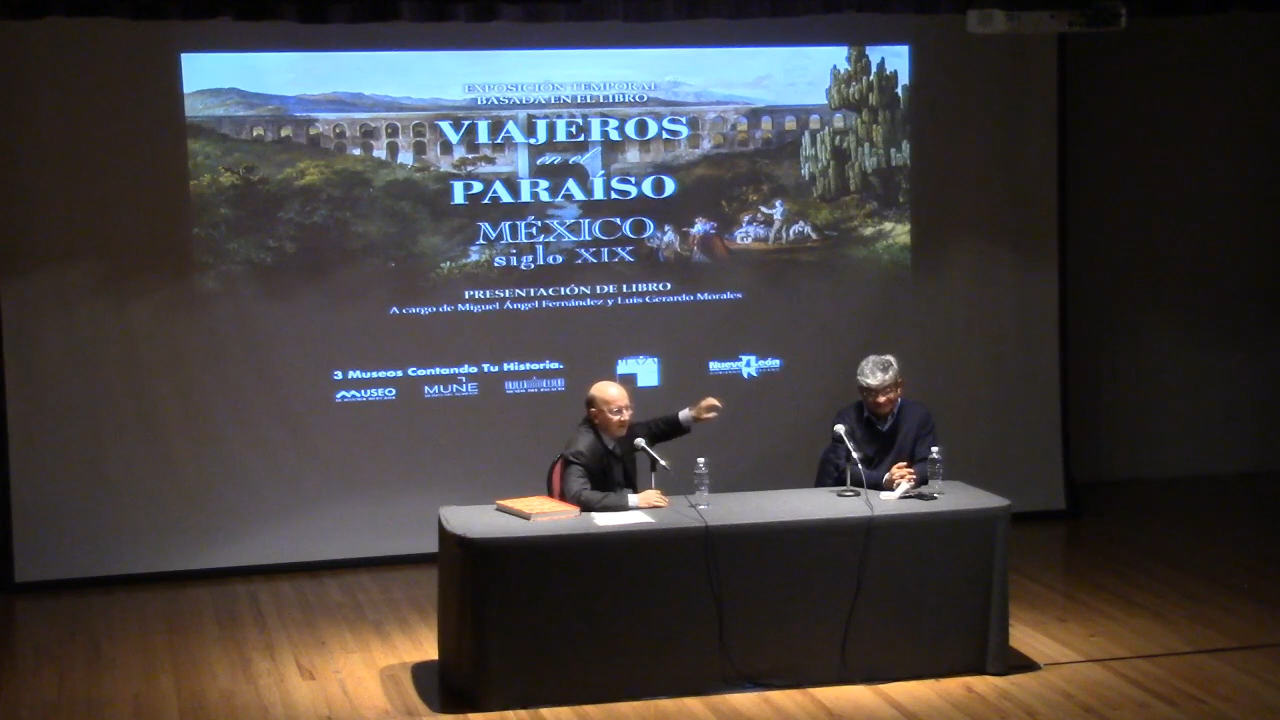 EXPOSICIÓN TEMPORAL
BASADA EN EL LIBRO
VIAJEROS
en el
PARAÍSO
MÉXICO
siglo XIX
PRESENTACIÓN DE LIBRO
A cargo de Miguel Ángel Fernández y Luis Gerardo Morales
3 Museos Contando Tu Historia.
MUSEO
MUNE
Nuevo León